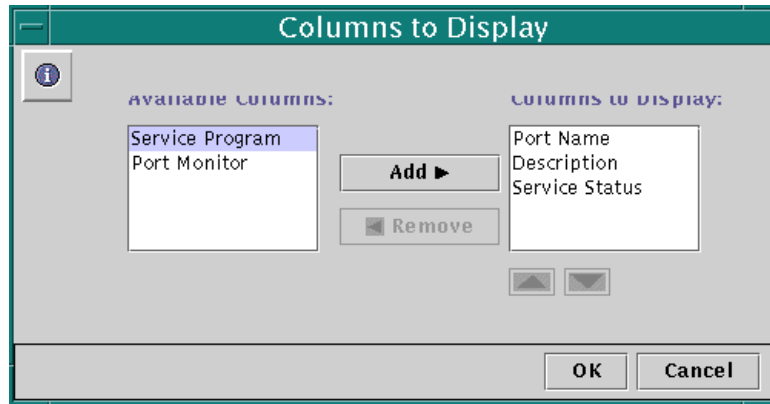 Columns to Display
Available Columns:
Columns to Display:
Service Program
Port Monitor
Add
Remove
Port Name
Description
Service Status
OK
Cancel